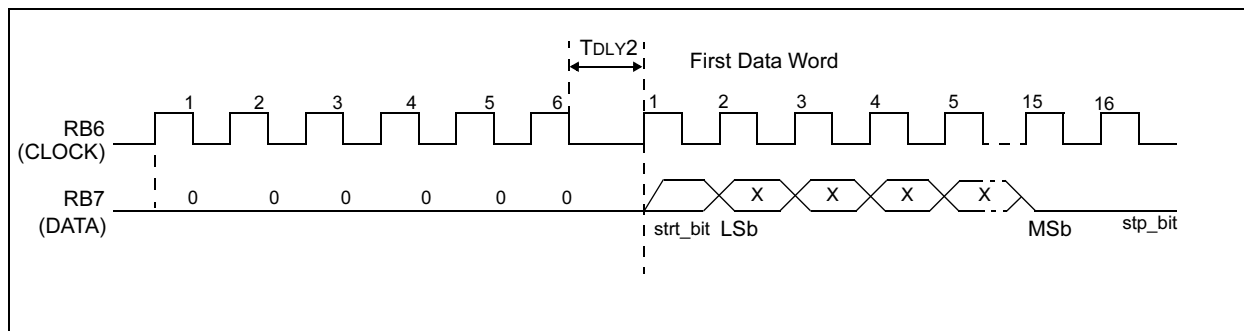 TDLY2
First Data Word
1 2 3 4 5 6 1 2 3 4 5 15 16
RB6
(CLOCK)
RB7
(DATA)
0 0 0 0 0 0 X X X X
strt_bit LSb MSb stp_bit